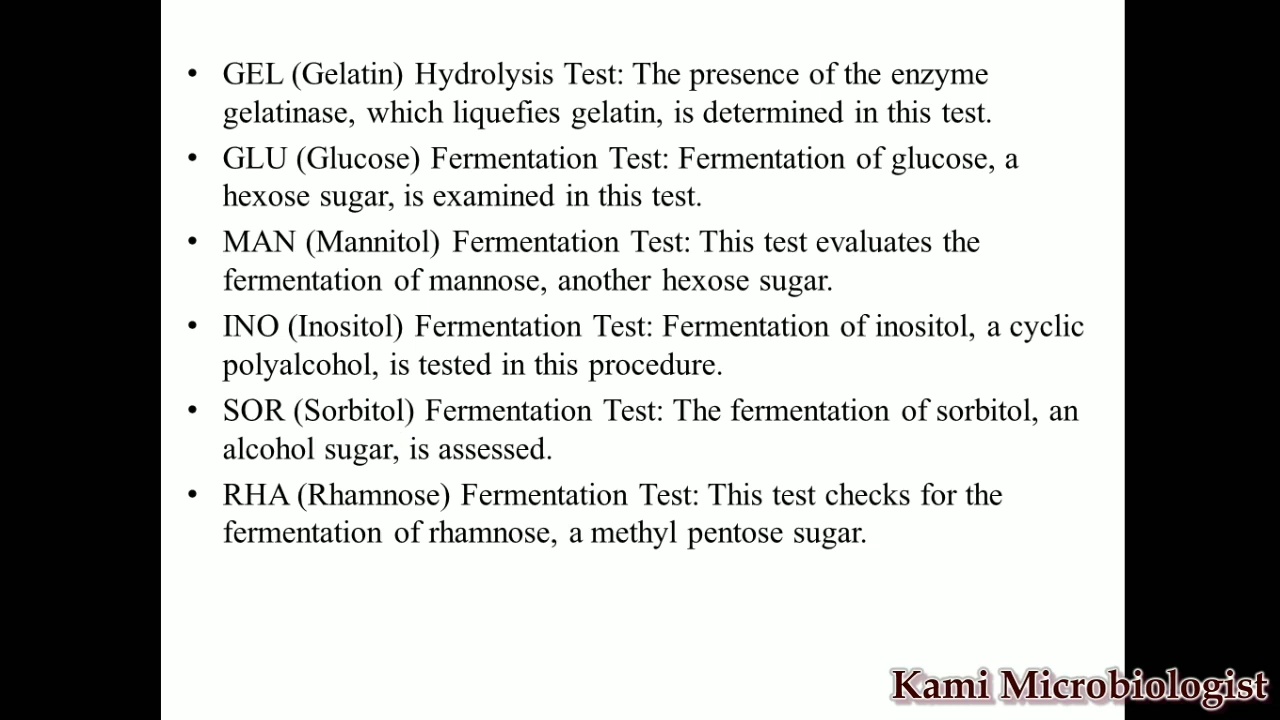 • GEL (Gelatin) Hydrolysis Test: The presence of the enzyme
gelatinase, which liquefies gelatin, is determined in this test.
• GLU (Glucose) Fermentation Test: Fermentation of glucose, a
hexose sugar, is examined in this test.
• MAN (Mannitol) Fermentation Test: This test evaluates the
fermentation of mannose, another hexose sugar.
• INO (Inositol) Fermentation Test: Fermentation of inositol, a cyclic
polyalcohol, is tested in this procedure.
• SOR (Sorbitol) Fermentation Test: The fermentation of sorbitol, an
alcohol sugar, is assessed.
• RHA (Rhamnose) Fermentation Test: This test checks for the
fermentation of rhamnose, a methyl pentose sugar.
Kami Microbiologist